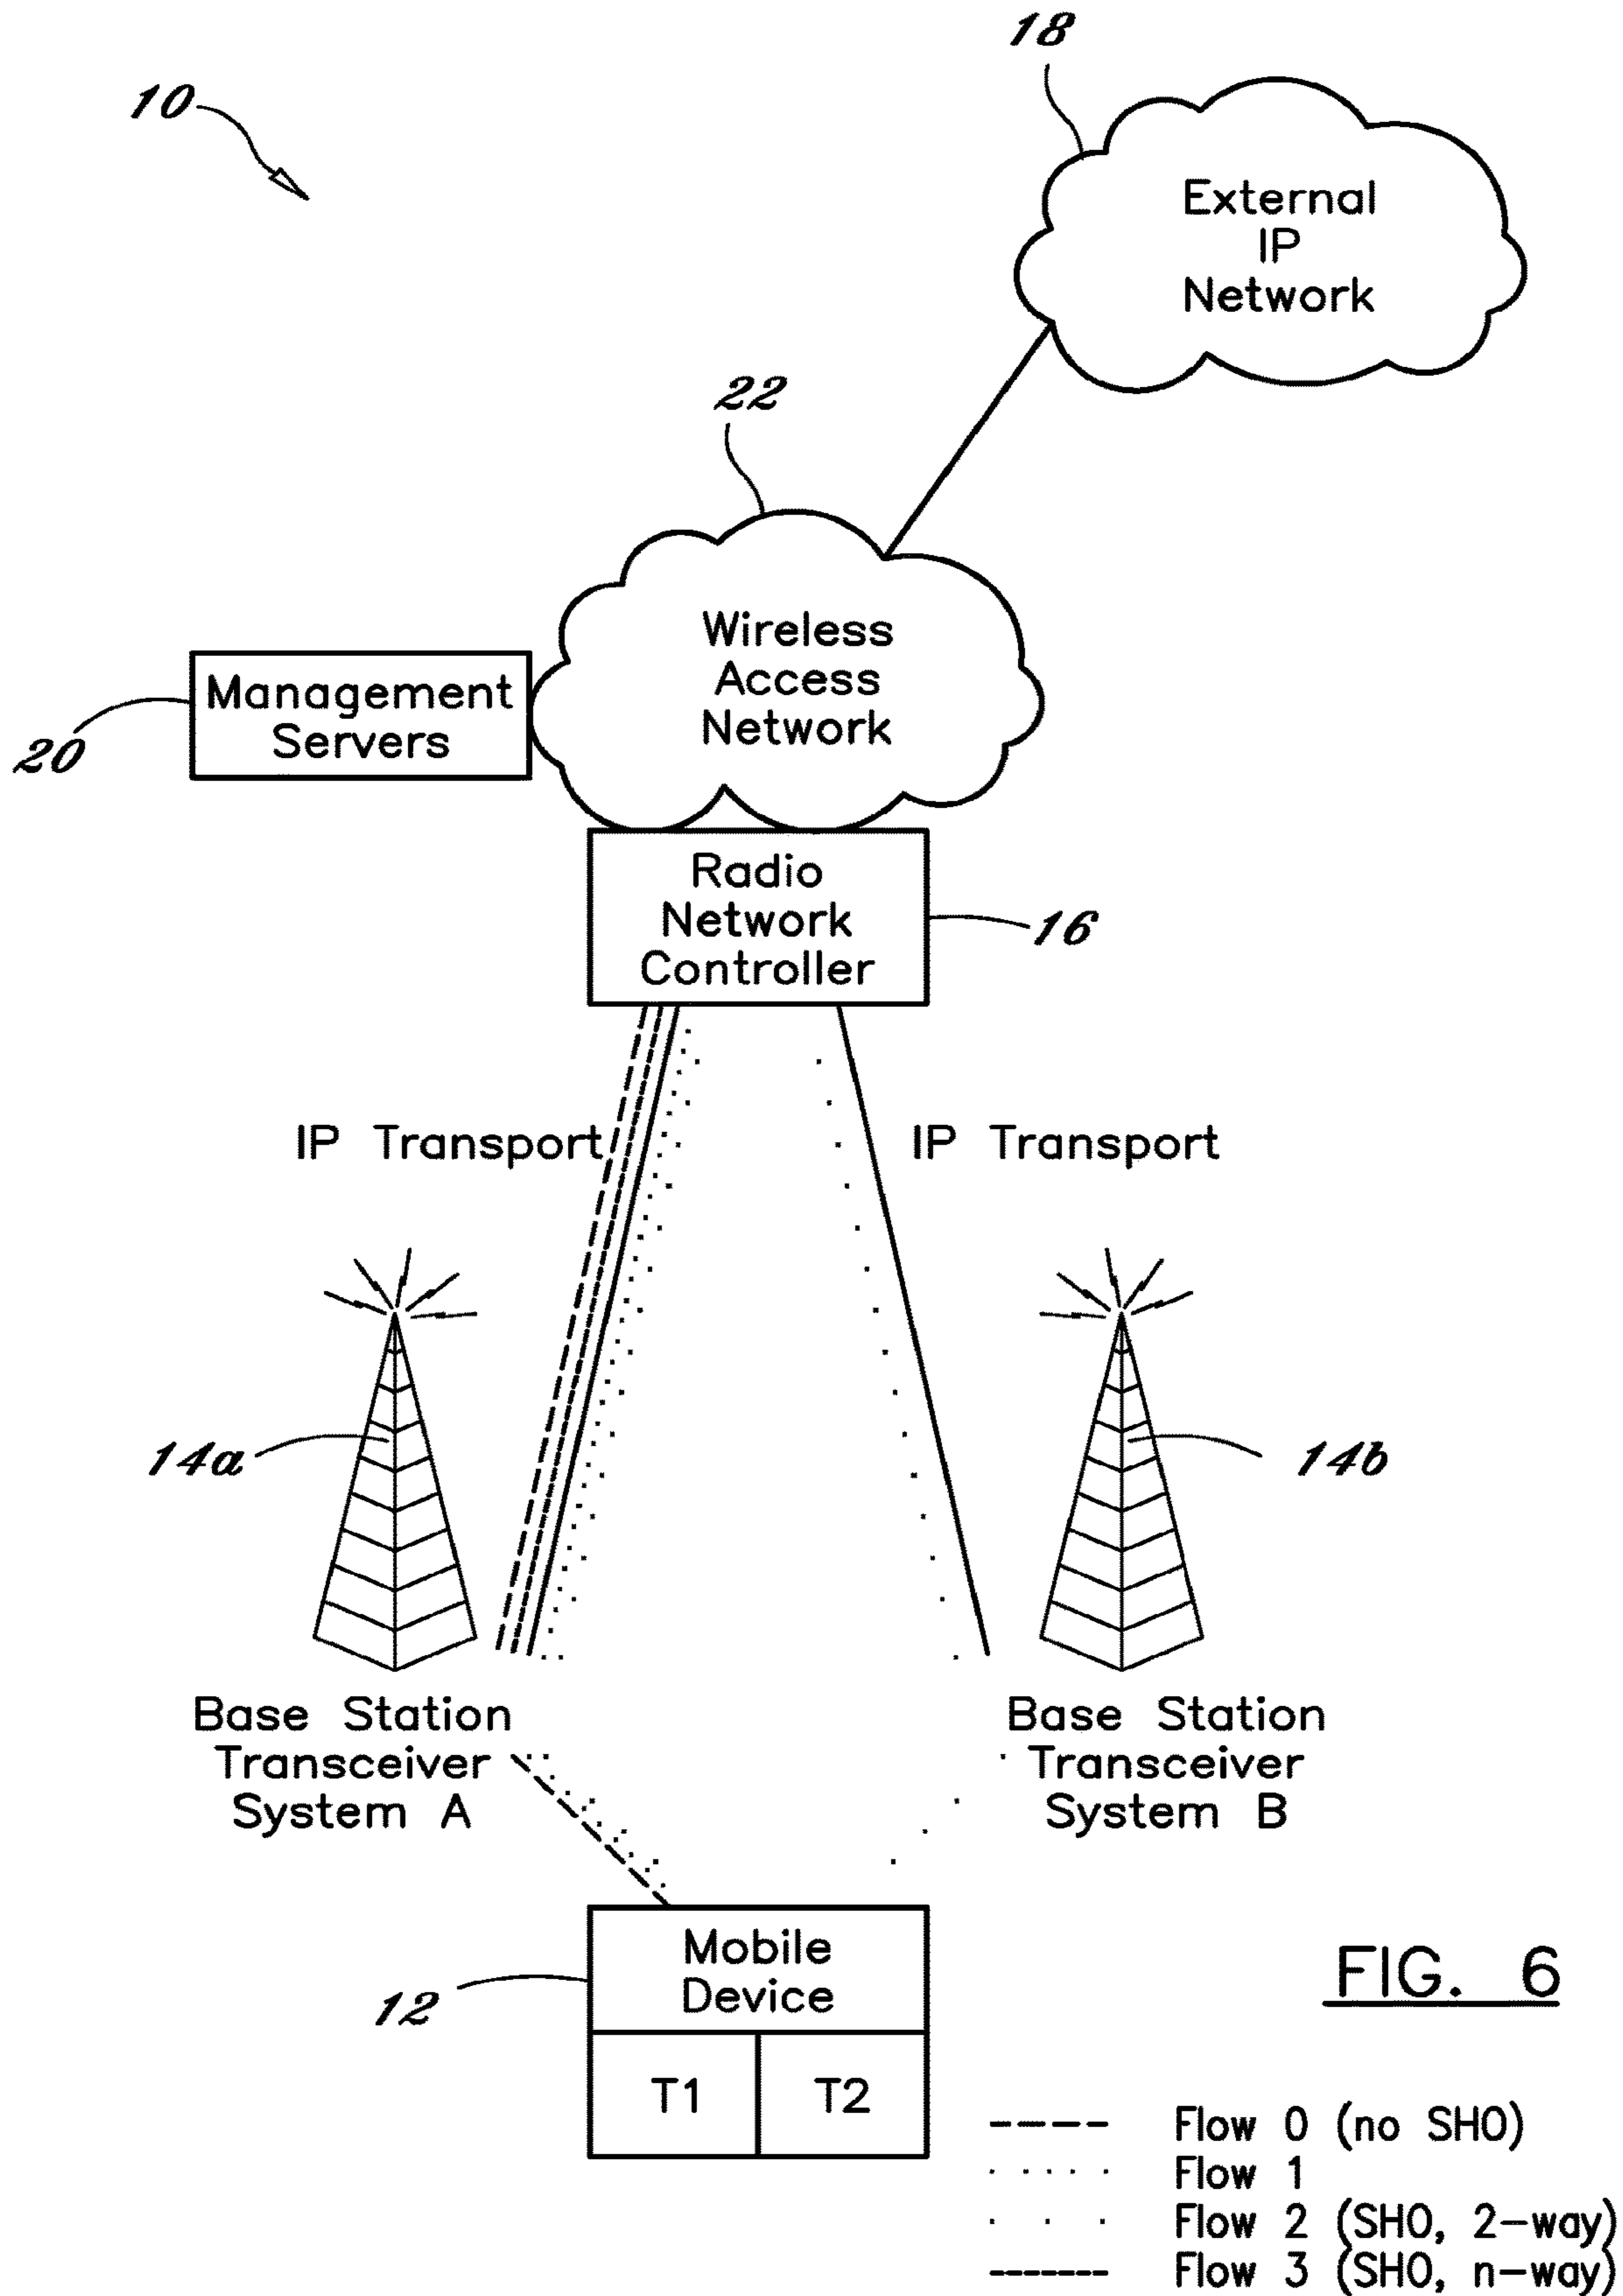 18
10
External
IP
Network
22
Wireless
Access
Network
Management
Servers
20
Radio
Network
Controller
16
IP Transport
IP Transport
14a
14b
Base Station
Transceiver
System A
Base Station
Transceiver
System B
Mobile
Device
12
T1
T2
FIG. 6
Flow 0 (no SHO)
Flow 1
Flow 2 (SHO, 2-way)
Flow 3 (SHO, n-way)